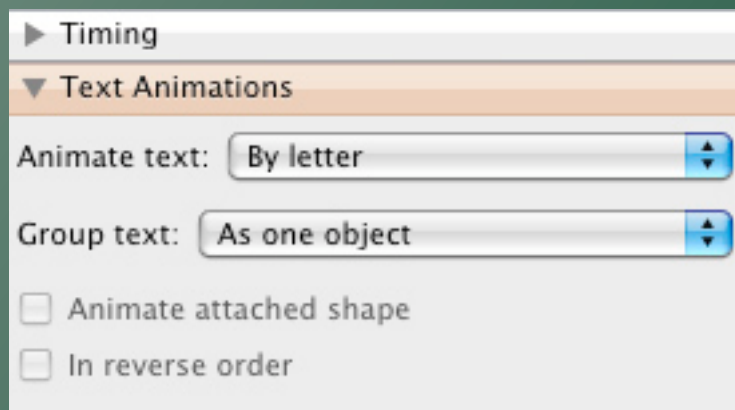 Timing
Text Animations
Animate text: By letter
Group text: As one object
Animate attached shape
In reverse order